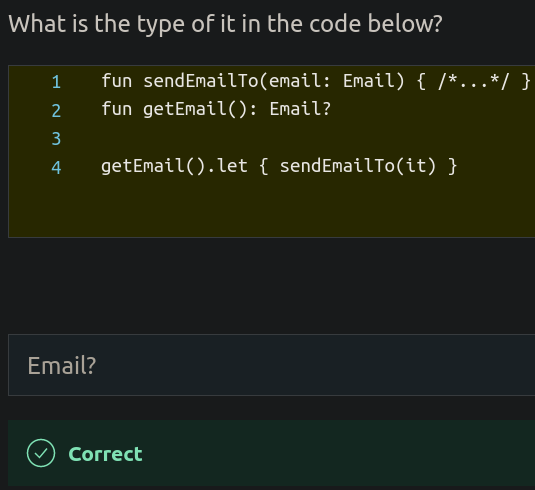 What is the type of it in the code below?
1 fun sendEmailTo(email: Email) { /*...*/ }
2 fun getEmail(): Email?
3
4 getEmail().let { sendEmailTo(it) }
Email?
Correct